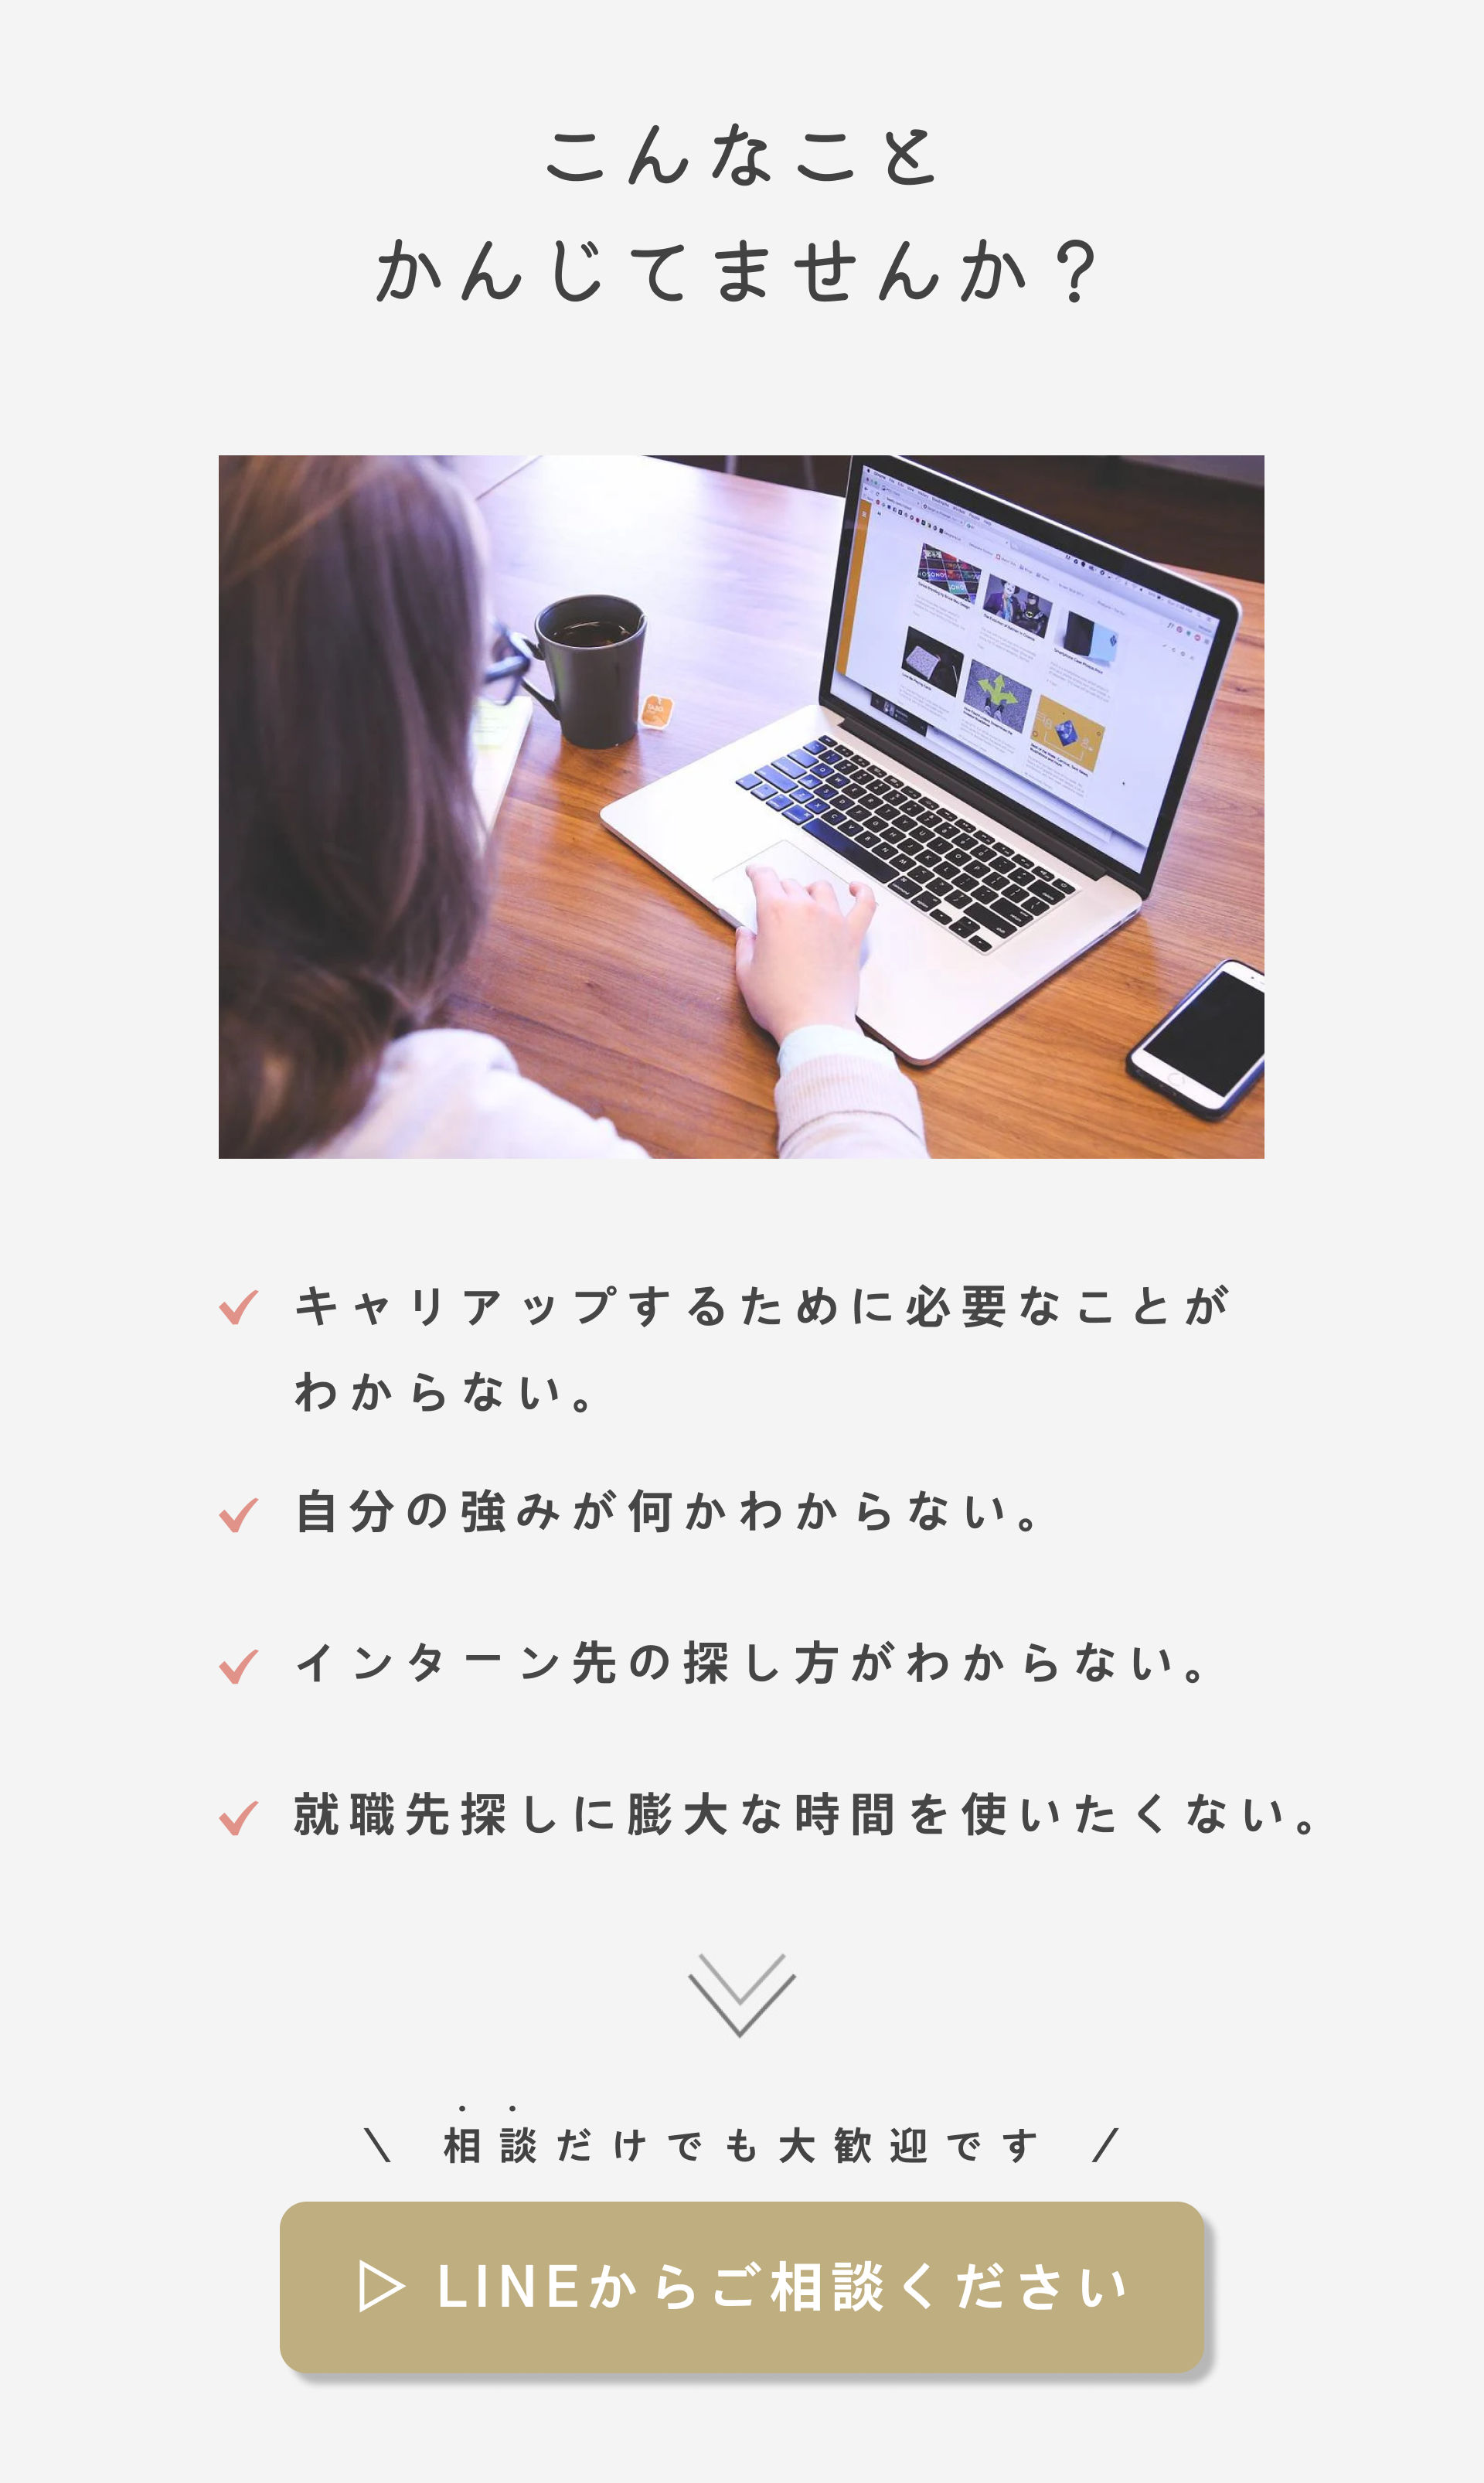 こんなこと
かんじてませんか？
キャリアップするために必要なことが
わからない。
自分の強みが何かわからない。
インターン先の探し方がわからない。
就職先探しに膨大な時間を使いたくない。
\ 相談だけでも大歓迎です /
▷ LINEからご相談ください